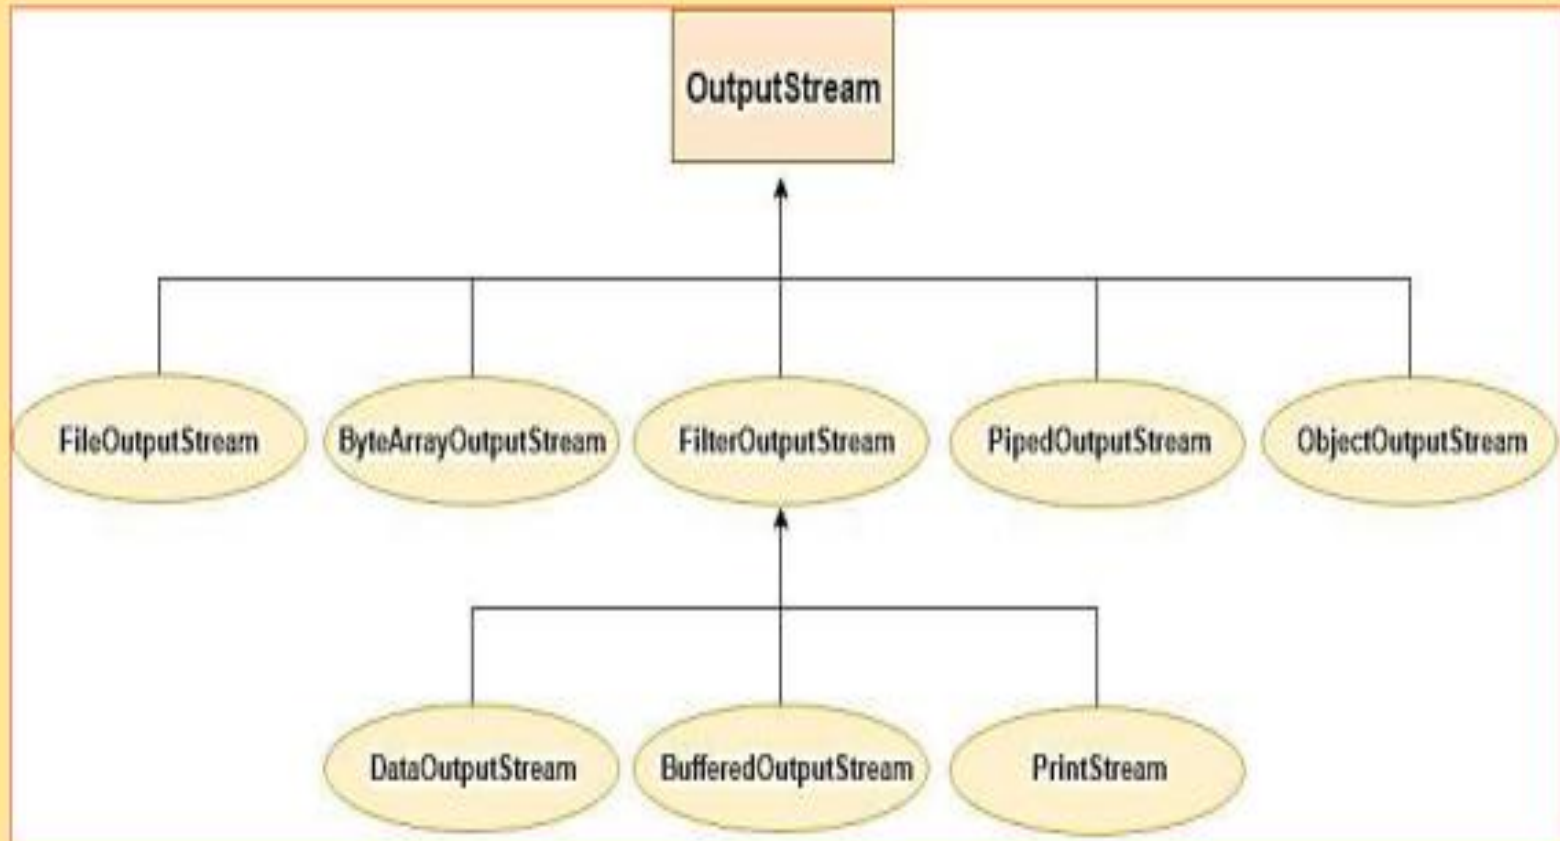 OutputStream
FileOutputStream
ByteArrayOutputStream
FilterOutputStream
PipedOutputStream
ObjectOutputStream
DataOutputStream
BufferedOutputStream
PrintStream